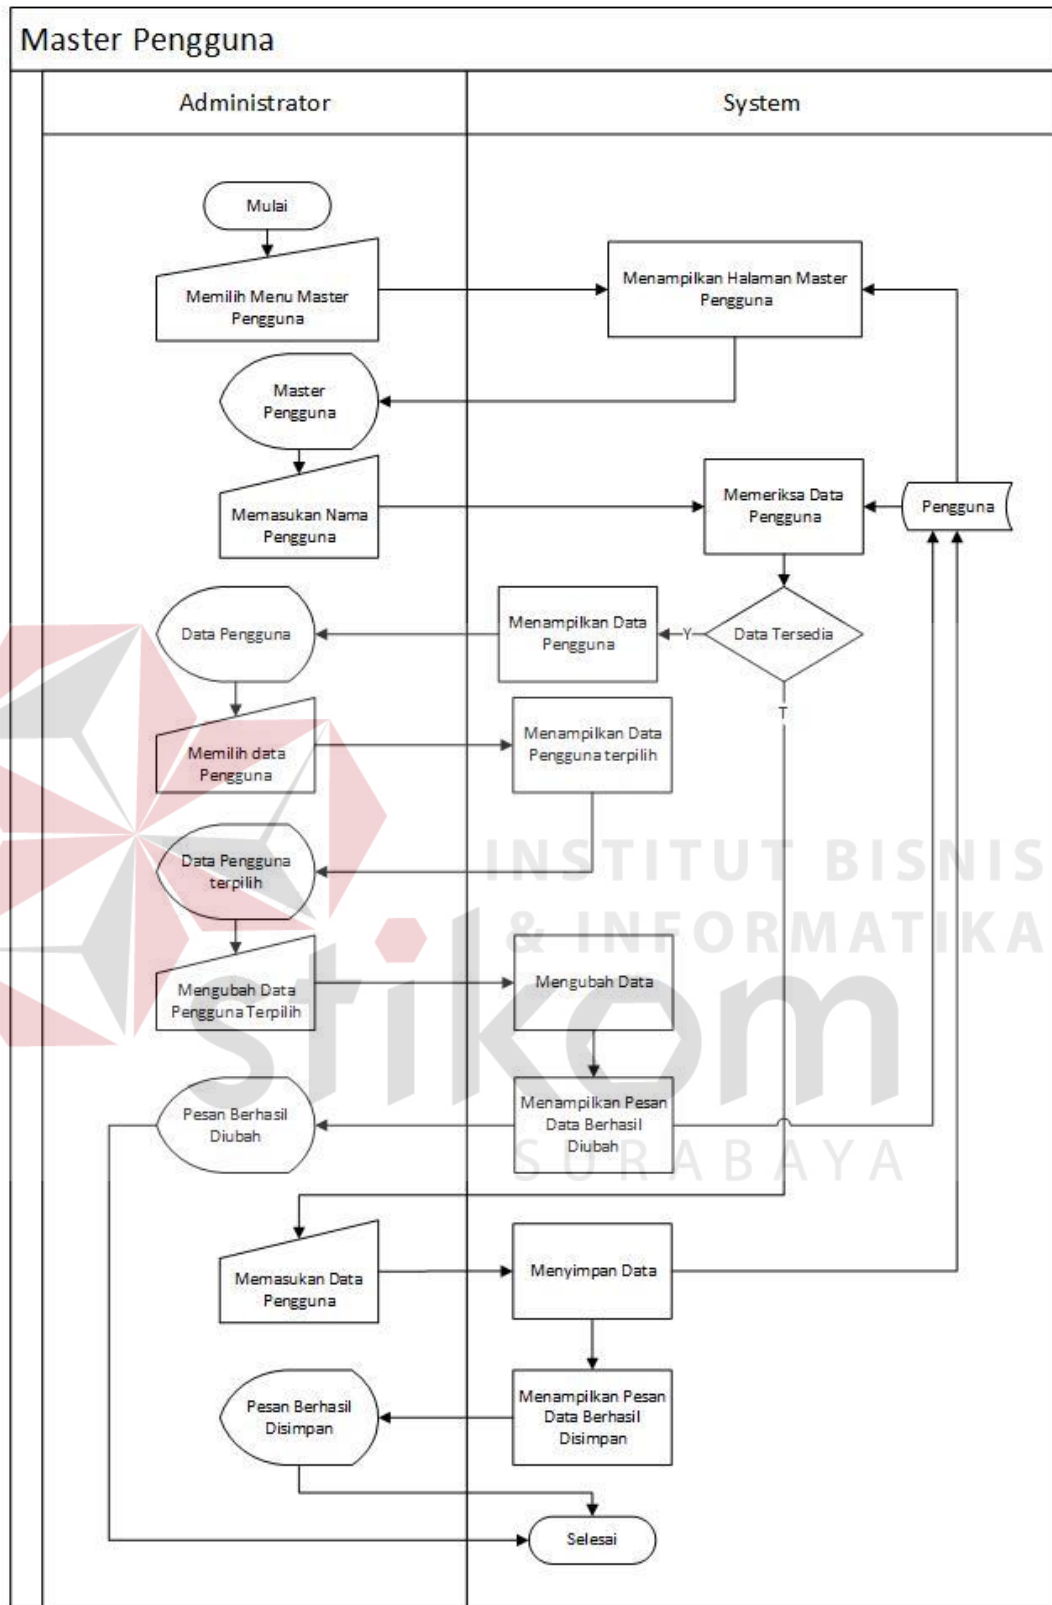 Master Pengguna
Administrator
System
Mulai
Memilih Menu Master
Pengguna
Menampilkan Halaman Master
Pengguna
Master
Pengguna
Memasukan Nama
Pengguna
Memeriksa Data
Pengguna
Pengguna
Data Pengguna
Menampilkan Data
Pengguna
Y
Data Tersedia
T
Memilih data
Pengguna
Menampilkan Data
Pengguna terpilih
Data Pengguna
terpilih
INSTITUT BISNIS
& INFORMATIKA
stikom
SURABAYA
Mengubah Data
Pengguna Terpilih
Mengubah Data
Pesan Berhasil
Diubah
Menampilkan Pesan
Data Berhasil
Diubah
Memasukan Data
Pengguna
Menyimpan Data
Pesan Berhasil
Disimpan
Menampilkan Pesan
Data Berhasil
Disimpan
Selesai